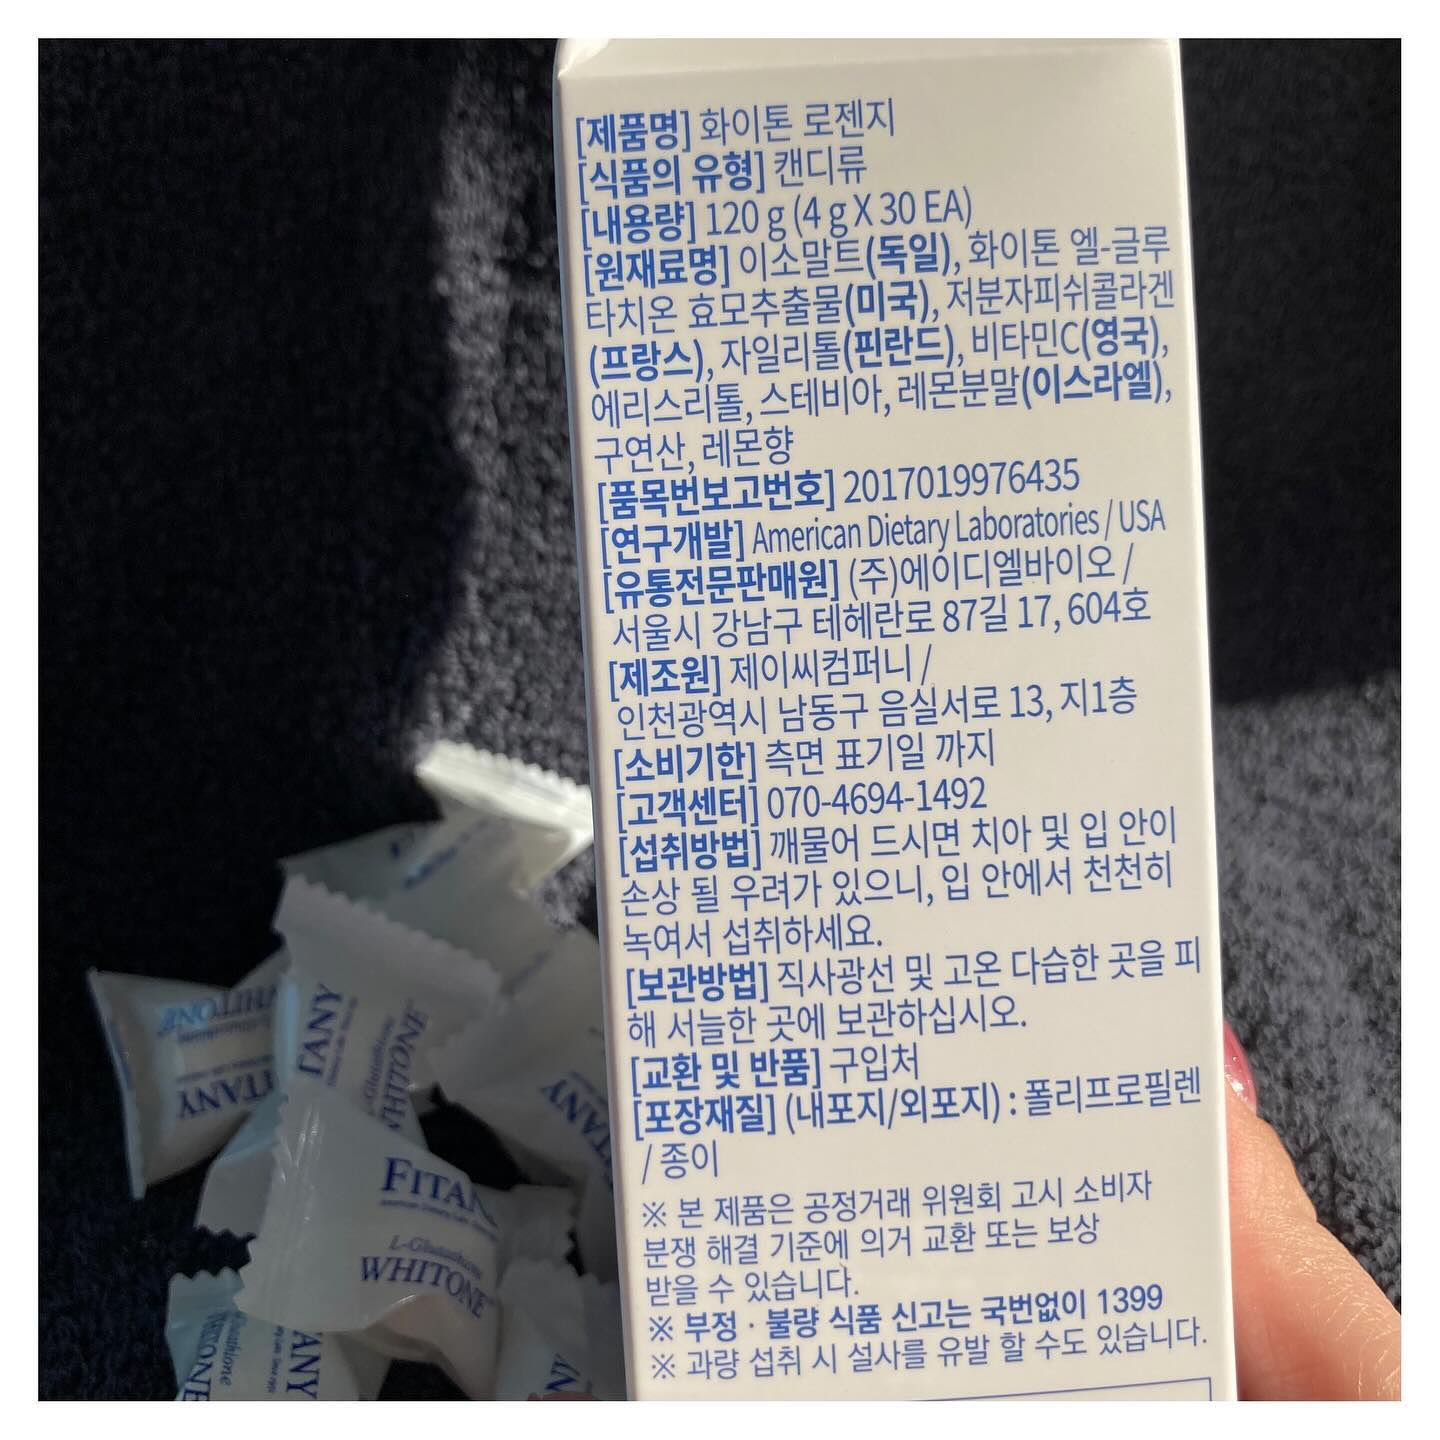 [제품명] 화이톤 로젠지
[식품의 유형] 캔디류
[내용량] 120 g (4 g X 30 EA)
[원재료명] 이소말트(독일), 화이톤 엘-글루
타치온 효모추출물(미국), 저분자피쉬콜라겐
(프랑스), 자일리톨(핀란드), 비타민C(영국),
에리스리톨, 스테비아, 레몬분말(이스라엘),
구연산, 레몬향
[품목번보고번호] 2017019976435
[연구개발] American Dietary Laboratories / USA
[유통전문판매원] (주)에이디엘바이오 /
서울시 강남구 테헤란로 87길 17, 604호
[제조원] 제이씨컴퍼니 /
인천광역시 남동구 음실서로 13, 지1층
[소비기한] 측면 표기일 까지
[고객센터] 070-4694-1492
[섭취방법] 깨물어 드시면 치아 및 입 안이
손상 될 우려가 있으니, 입 안에서 천천히
녹여서 섭취하세요.
[보관방법] 직사광선 및 고온 다습한 곳을 피
해 서늘한 곳에 보관하십시오.
[교환 및 반품] 구입처
[포장재질] (내포지/외포지) : 폴리프로필렌
/ 종이
※ 본 제품은 공정거래 위원회 고시 소비자
분쟁 해결 기준에 의거 교환 또는 보상
받을 수 있습니다.
※ 부정 · 불량 식품 신고는 국번없이 1399
※ 과량 섭취 시 설사를 유발 할 수도 있습니다.
WHITONE
ITANY
TANY
L-Glutathione
WHITONE
TANY
FITAN
L-Glutathione
WHITONE
TANY